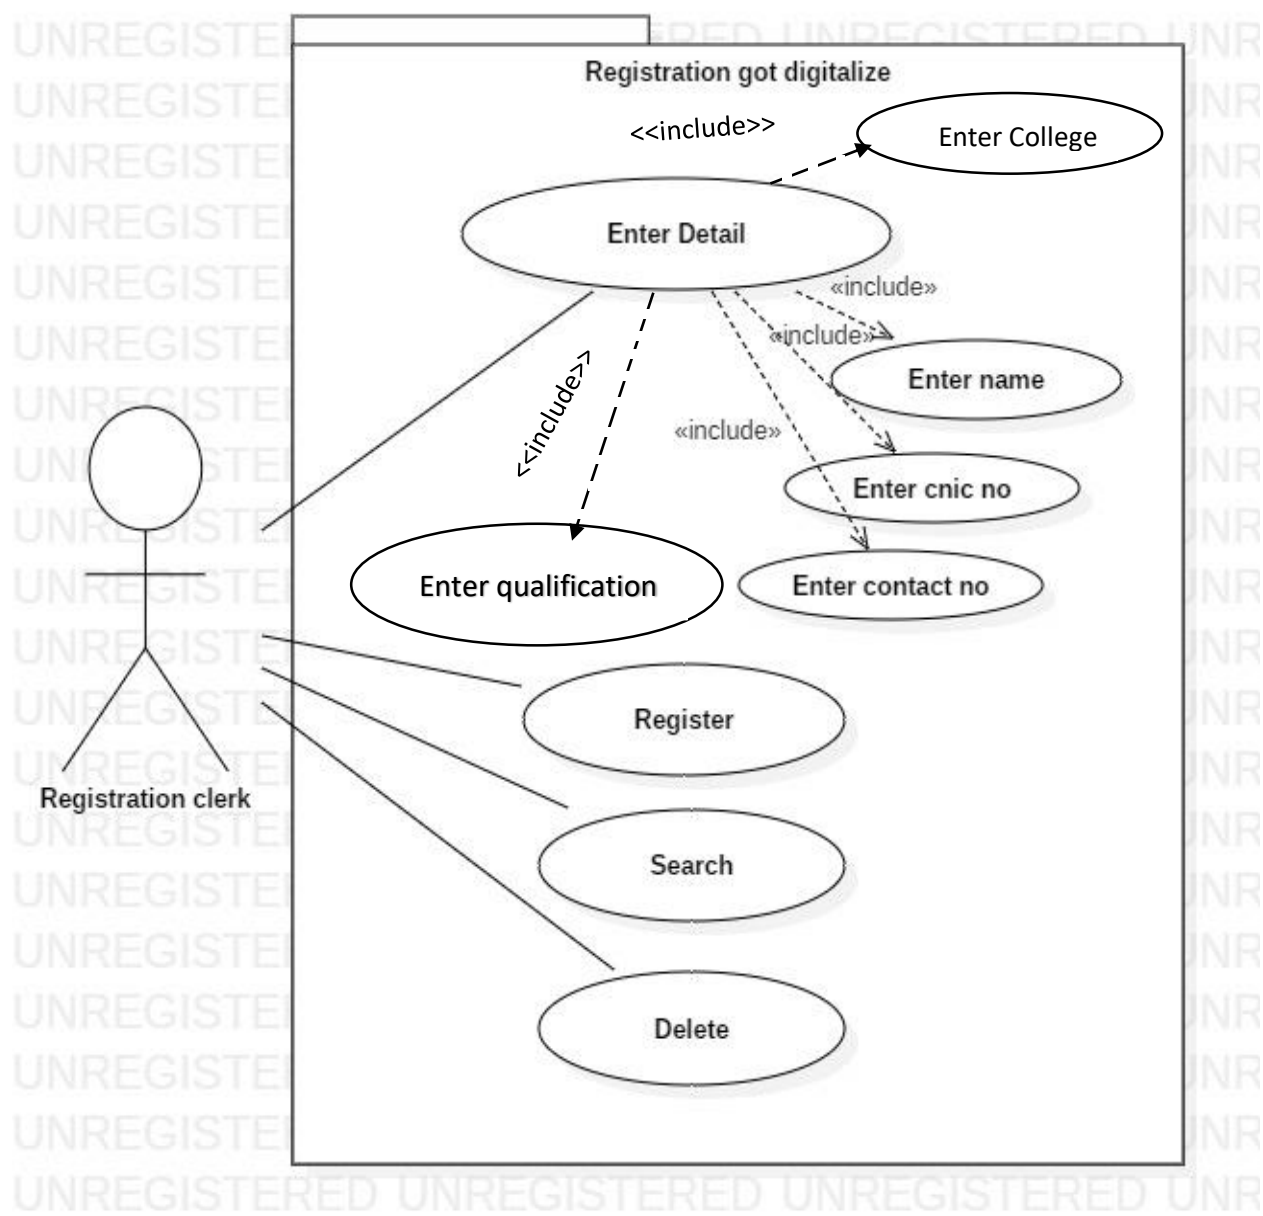 Registration got digitalize
<<include>>
Enter College
Enter Detail
«include»
«include»
Enter name
<<include>>
«include»
Enter cnic no
Enter qualification
Enter contact no
Register
Registration clerk
Search
Delete
UNREGISTERED UNREGISTERED UNREGISTERED UNR